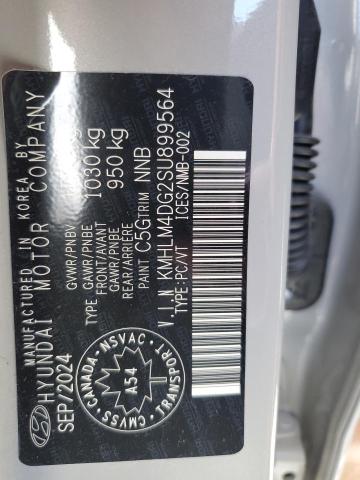 MANUFACTURED IN KOREA BY
HYUNDAI MOTOR COMPANY
SEP/2024
GVWR/PNBV kg
TYPE GAWR/PNBE 1030 kg
FRONT/AVANT
GAWR/PNBE 950 kg
REAR/ARRIERE
PAINT C5G TRIM NNB
V.I.N KMHLM4DG2SU899564
TYPE:PC/VT ICES/NMB-002
CANADA-NSVAC
A54
CMVSS TRANSPORT